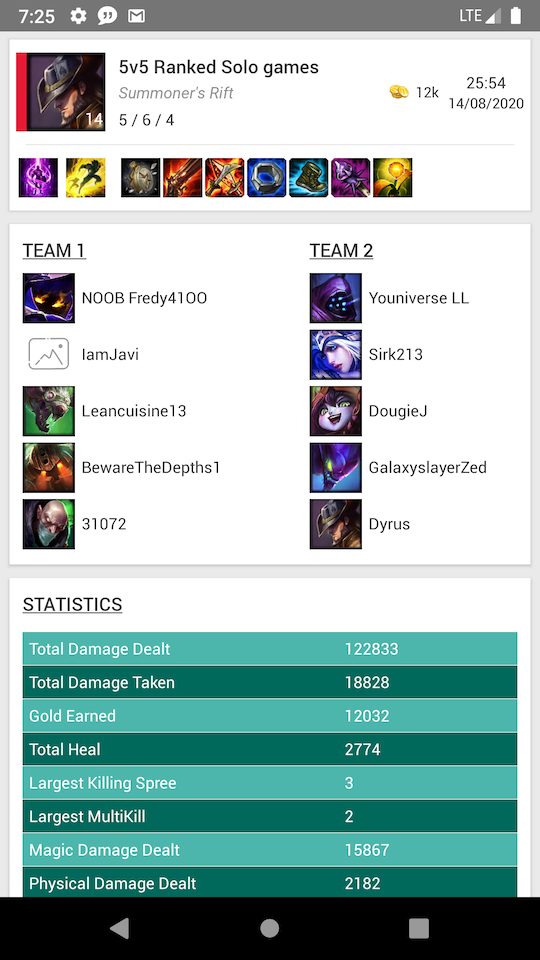 7:25
LTE
5v5 Ranked Solo games
Summoner's Rift
12k
25:54
14/08/2020
14
5 / 6 / 4
TEAM 1
NOOB Fredy41OO
IamJavi
Leancuisine13
BewareTheDepths1
31072
TEAM 2
Youniverse LL
Sirk213
DougieJ
GalaxyslayerZed
Dyrus
STATISTICS
Total Damage Dealt 122833
Total Damage Taken 18828
Gold Earned 12032
Total Heal 2774
Largest Killing Spree 3
Largest MultiKill 2
Magic Damage Dealt 15867
Physical Damage Dealt 2182